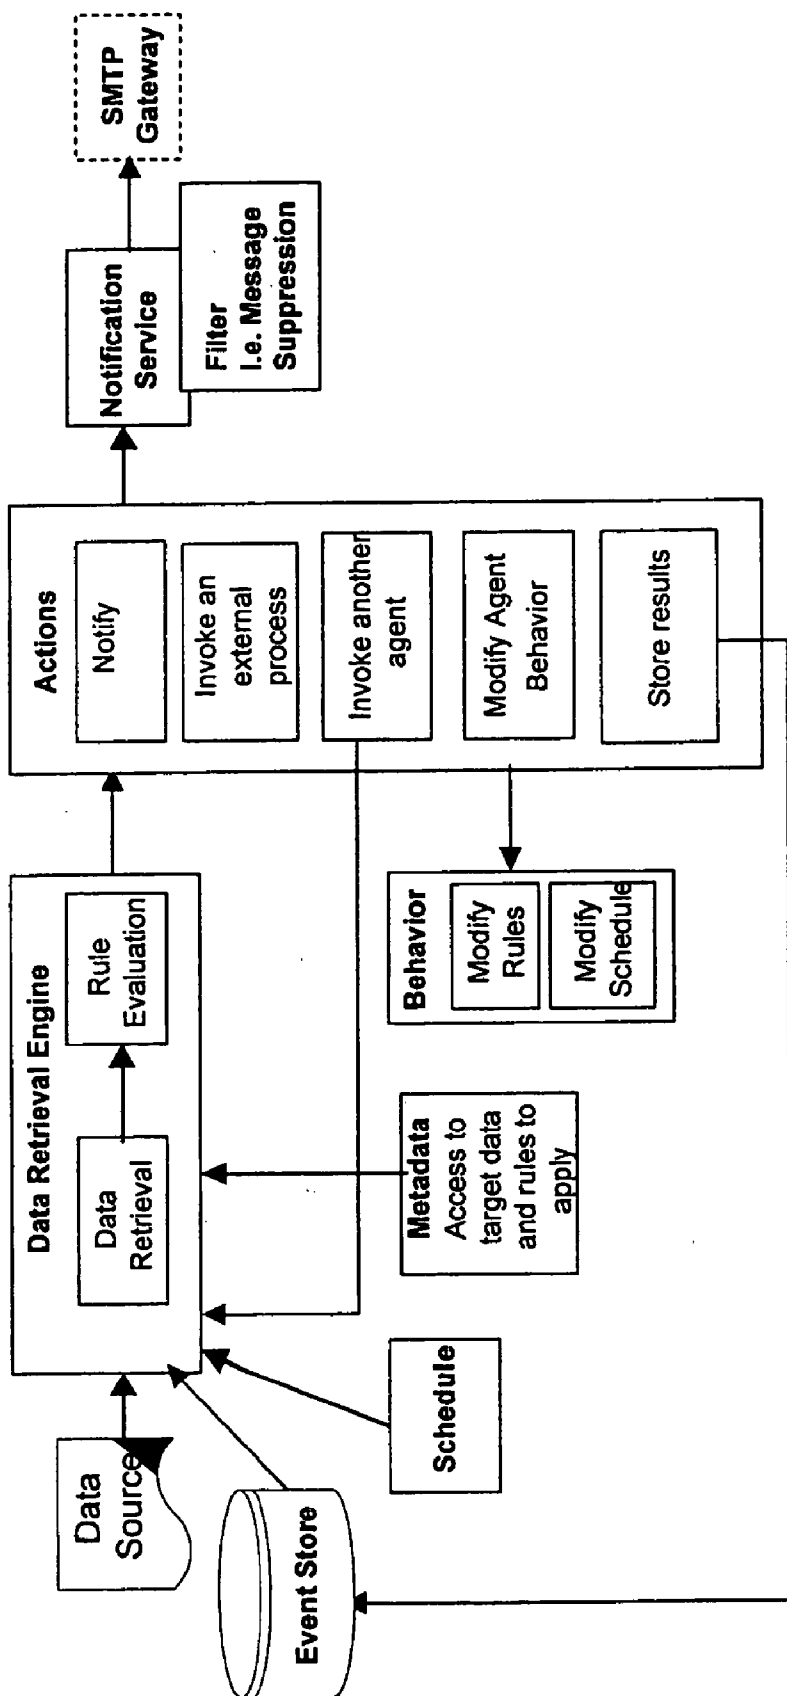 Data
Source
Event Store
Schedule
Data Retrieval Engine
Data
Retrieval
Rule
Evaluation
Metadata
Access to
target data
and rules to
apply
Behavior
Modify
Rules
Modify
Schedule
Actions
Notify
Invoke an
external
process
Invoke another
agent
Modify Agent
Behavior
Store results
Notification
Service
Filter
I.e. Message
Suppression
SMTP
Gateway